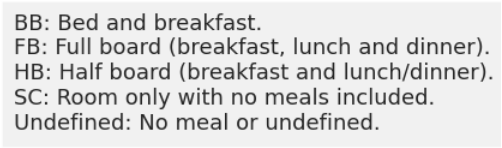 BB: Bed and breakfast.
FB: Full board (breakfast, lunch and dinner).
HB: Half board (breakfast and lunch/dinner).
SC: Room only with no meals included.
Undefined: No meal or undefined.